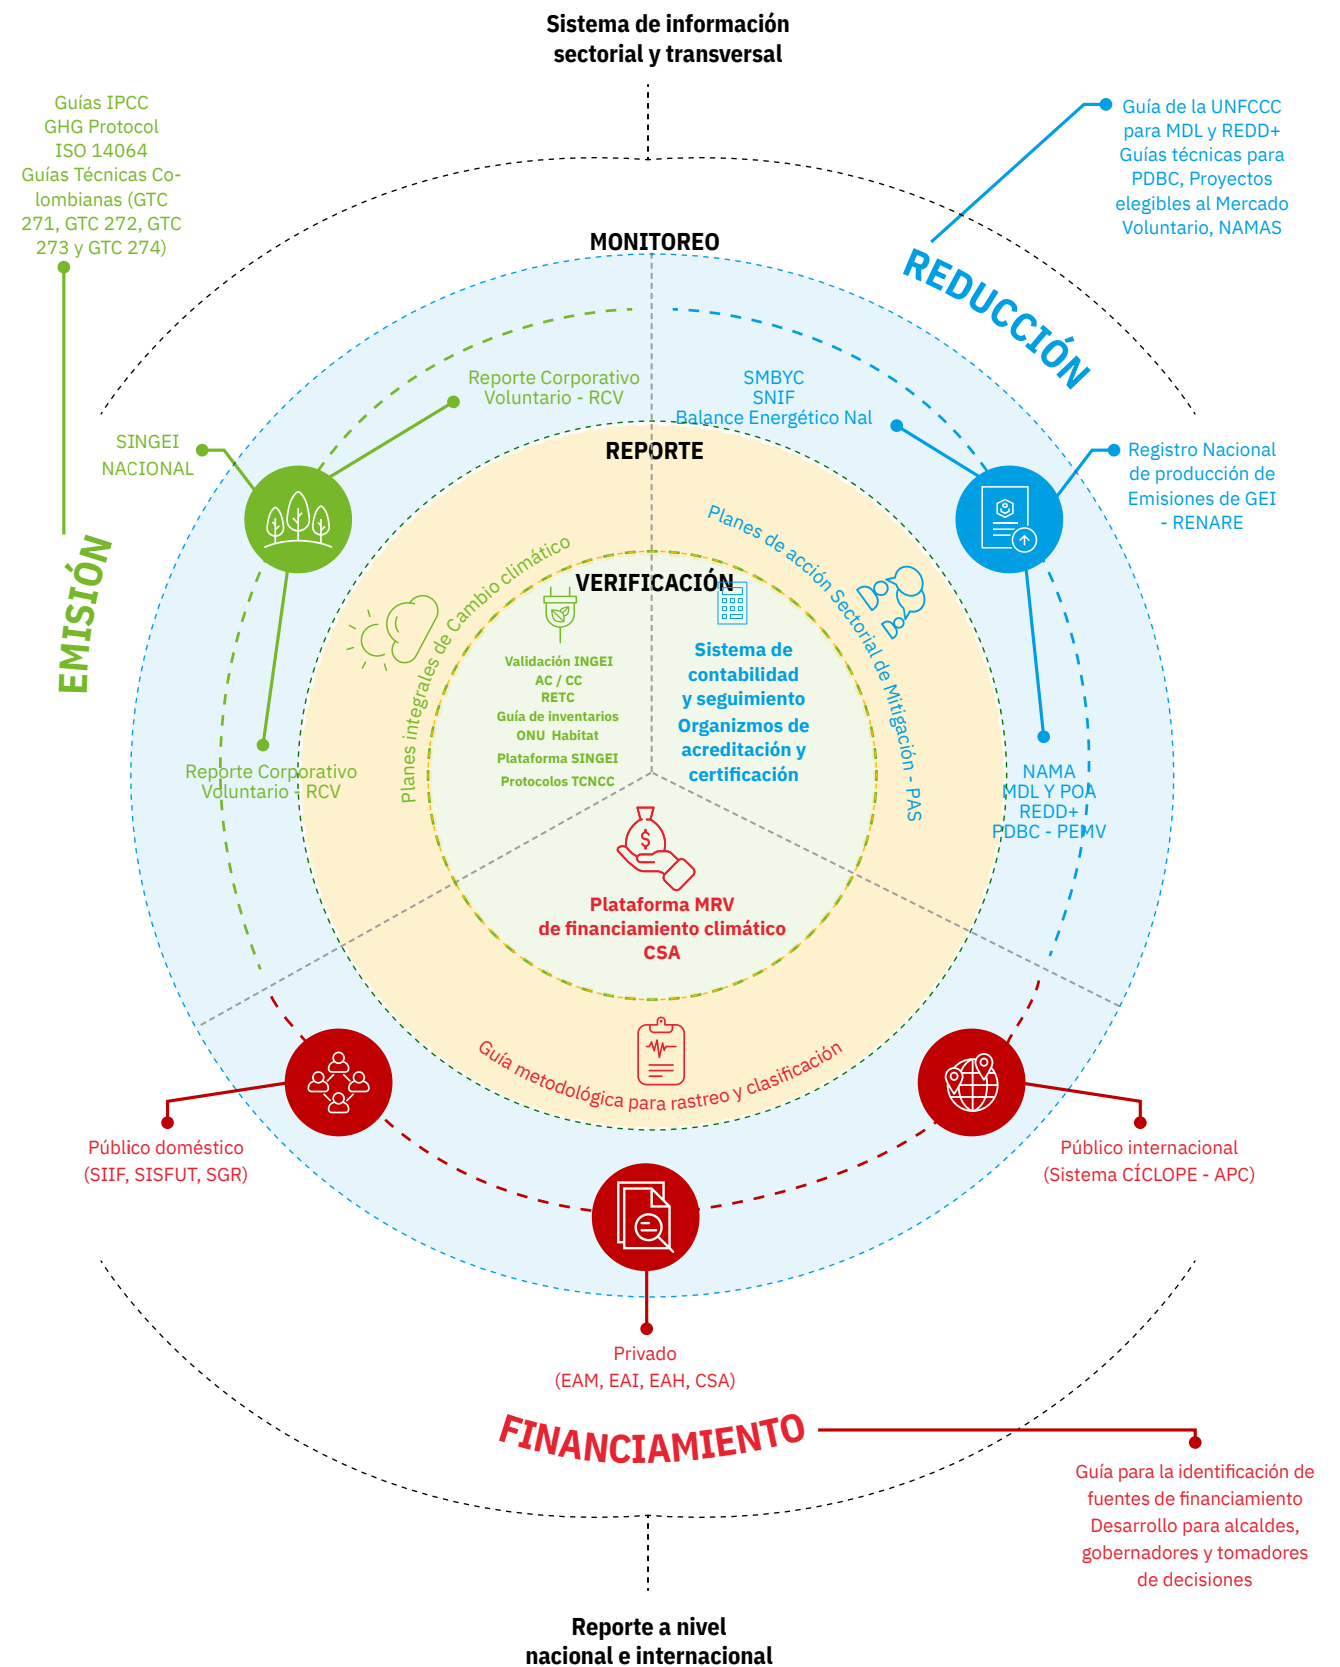 Sistema de información
sectorial y transversal
Guías IPCC
GHG Protocol
ISO 14064
Guías Técnicas Co-
lombianas (GTC
271, GTC 272, GTC
273 y GTC 274)
Guía de la UNFCCC
para MDL y REDD+
Guías técnicas para
PDBC, Proyectos
elegibles al Mercado
Voluntario, NAMAS
MONITOREO
REDUCCIÓN
Reporte Corporativo
Voluntario - RCV
SMBYC
SNIF
Balance Energético Nal
SINGEI
NACIONAL
REPORTE
Registro Nacional
de producción de
Emisiones de GEI
- RENARE
EMISIÓN
Planes integrales de Cambio climático
Planes de acción Sectorial de Mitigación - PAS
VERIFICACIÓN
Validación INGEI
AC / CC
RETC
Guía de inventarios
ONU Habitat
Plataforma SINGEI
Protocolos TCNCC
Sistema de
contabilidad
y seguimiento
Organizmos de
acreditación y
certificación
Reporte Corporativo
Voluntario - RCV
NAMA
MDL Y POA
REDD+
PDBC - PEMV
$
Plataforma MRV
de financiamiento climático
CSA
Guía metodológica para rastreo y clasificación
Público doméstico
(SIIF, SISFUT, SGR)
Público internacional
(Sistema CÍCLOPE - APC)
Privado
(EAM, EAI, EAH, CSA)
FINANCIAMIENTO
Guía para la identificación de
fuentes de financiamiento
Desarrollo para alcaldes,
gobernadores y tomadores
de decisiones
Reporte a nivel
nacional e internacional